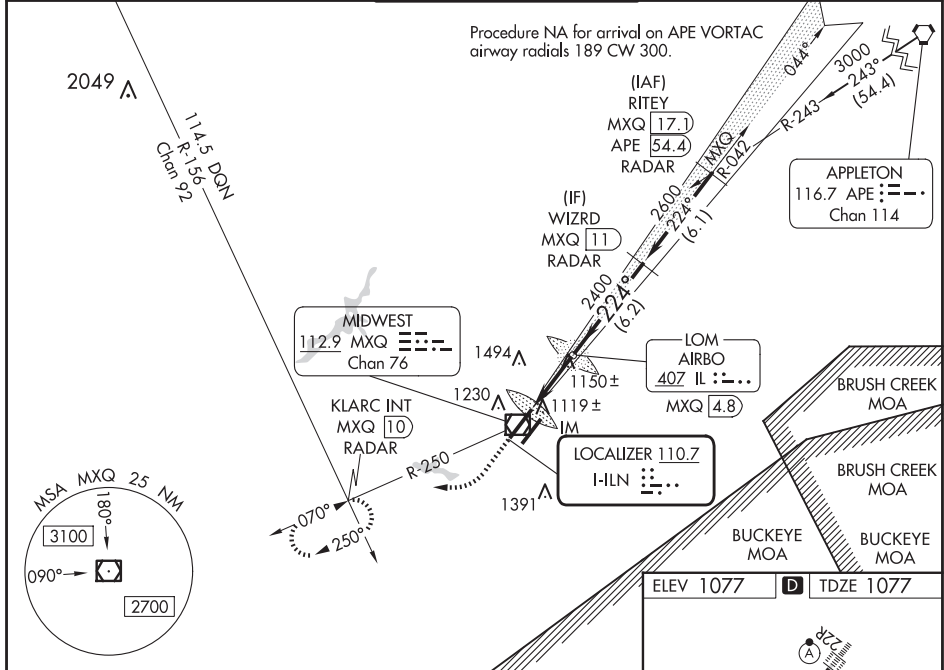 Procedure NA for arrival on APE VORTAC
airway radials 189 CW 300.
2049
114.5 DQN
R-156
Chan 92
(IAF)
RITEY
MXQ 17.1
APE 54.4
RADAR
044°
3000
243°
(54.4)
R-243
MXQ
R-042
APPLETON
116.7 APE
Chan 114
2600
224°
(6.1)
(IF)
WIZRD
MXQ 11
RADAR
2400
224°
(6.2)
MIDWEST
112.9 MXQ
Chan 76
1494
1150±
LOM
AIRBO
407 IL
MXQ 4.8
1230
1119±
IM
KLARC INT
MXQ 10
RADAR
R-250
LOCALIZER 110.7
I-ILN
1391
070°
250°
BRUSH CREEK
MOA
BRUSH CREEK
MOA
BUCKEYE
MOA
BUCKEYE
MOA
MSA MXQ 25 NM
180°
3100
090°
2700
ELEV 1077 D TDZE 1077
A
22R